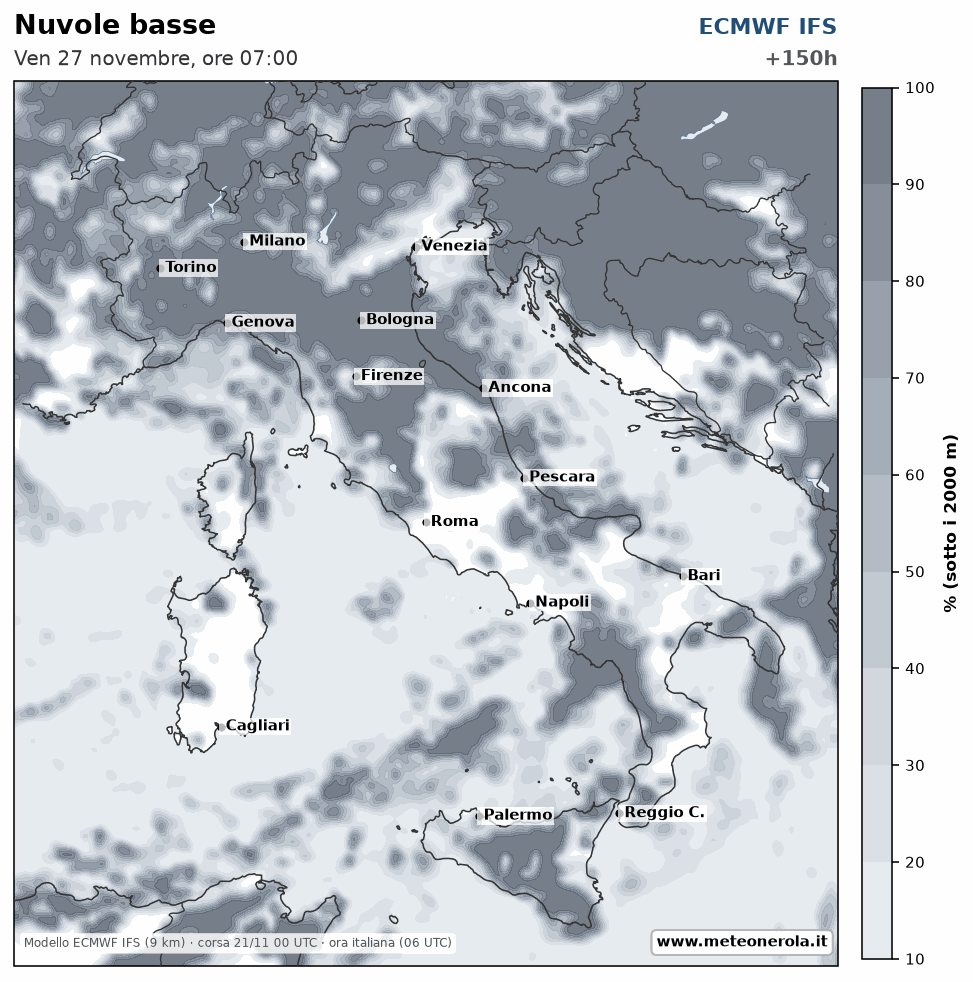 Nuvole basse
ECMWF IFS
Ven 27 novembre, ore 07:00
+150h
100
90
80
70
60
50
40
30
20
10
% (sotto i 2000 m)
Milano
Venezia
Torino
Genova
Bologna
Firenze
Ancona
Pescara
Roma
Bari
Napoli
Cagliari
Palermo
Reggio C.
Modello ECMWF IFS (9 km) · corsa 21/11 00 UTC · ora italiana (06 UTC)
www.meteonerola.it